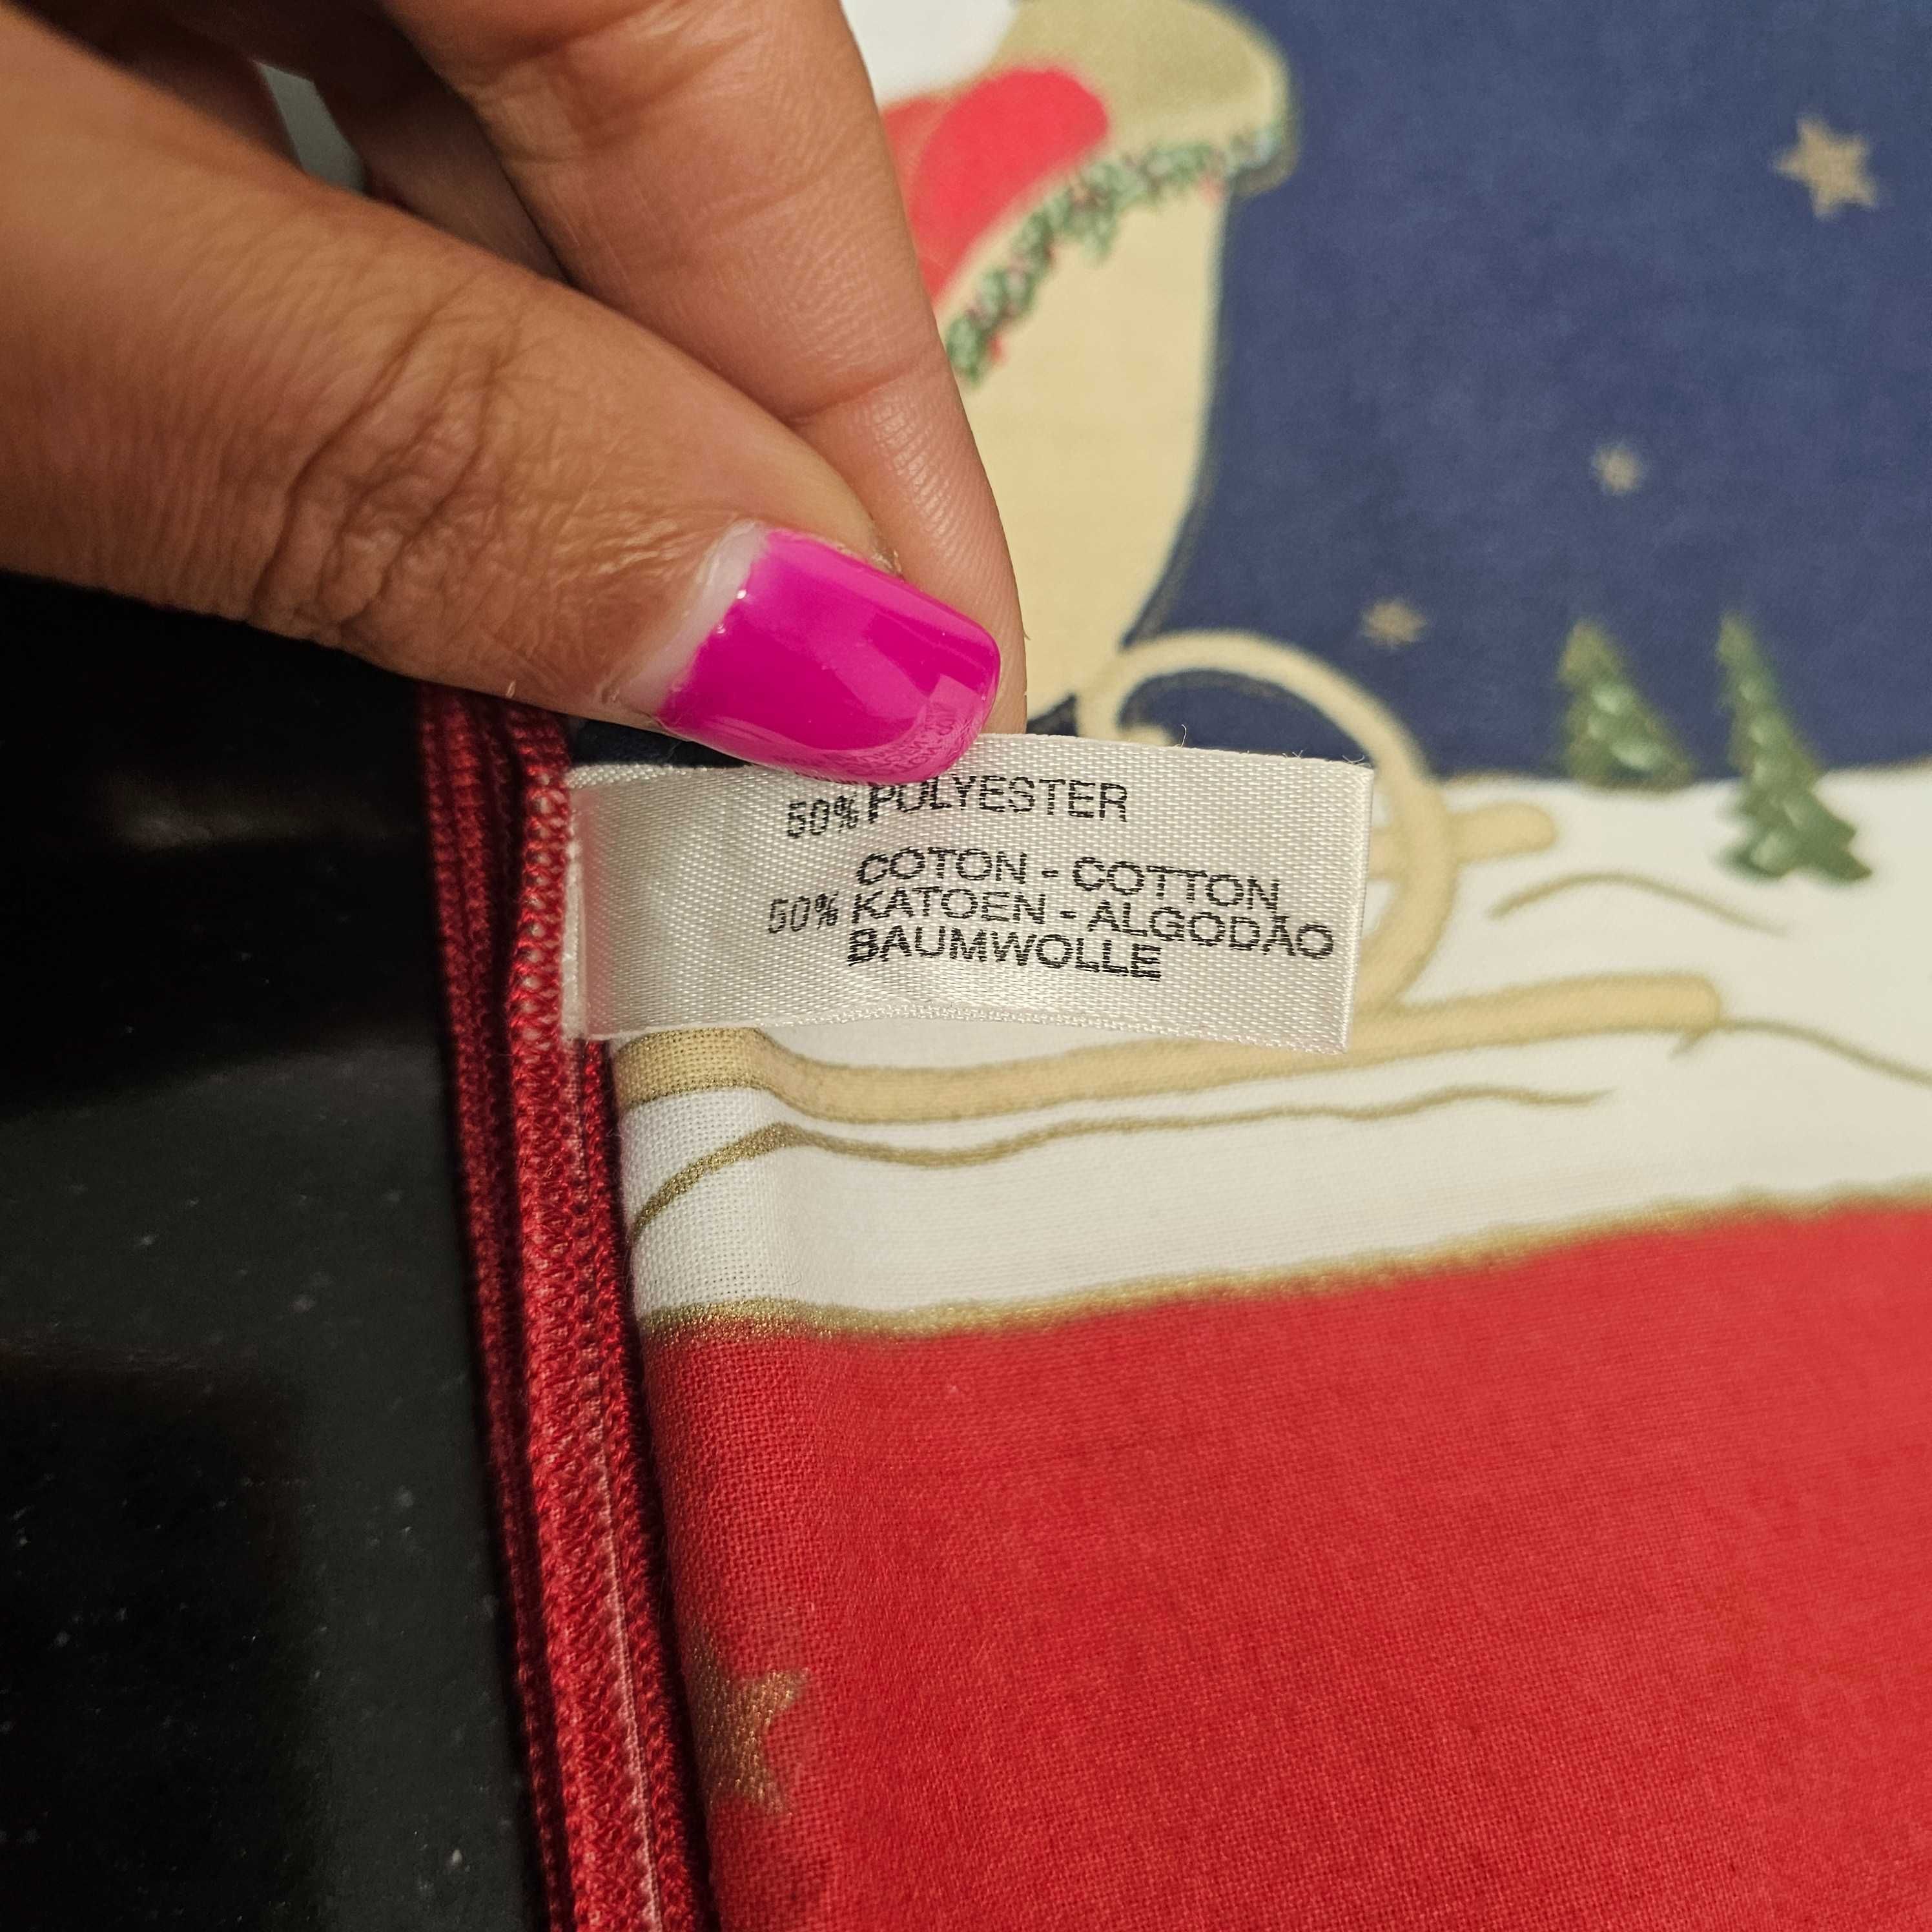 50% POLYESTER
COTON - COTTON
50% KATOEN - ALGODÃO
BAUMWOLLE